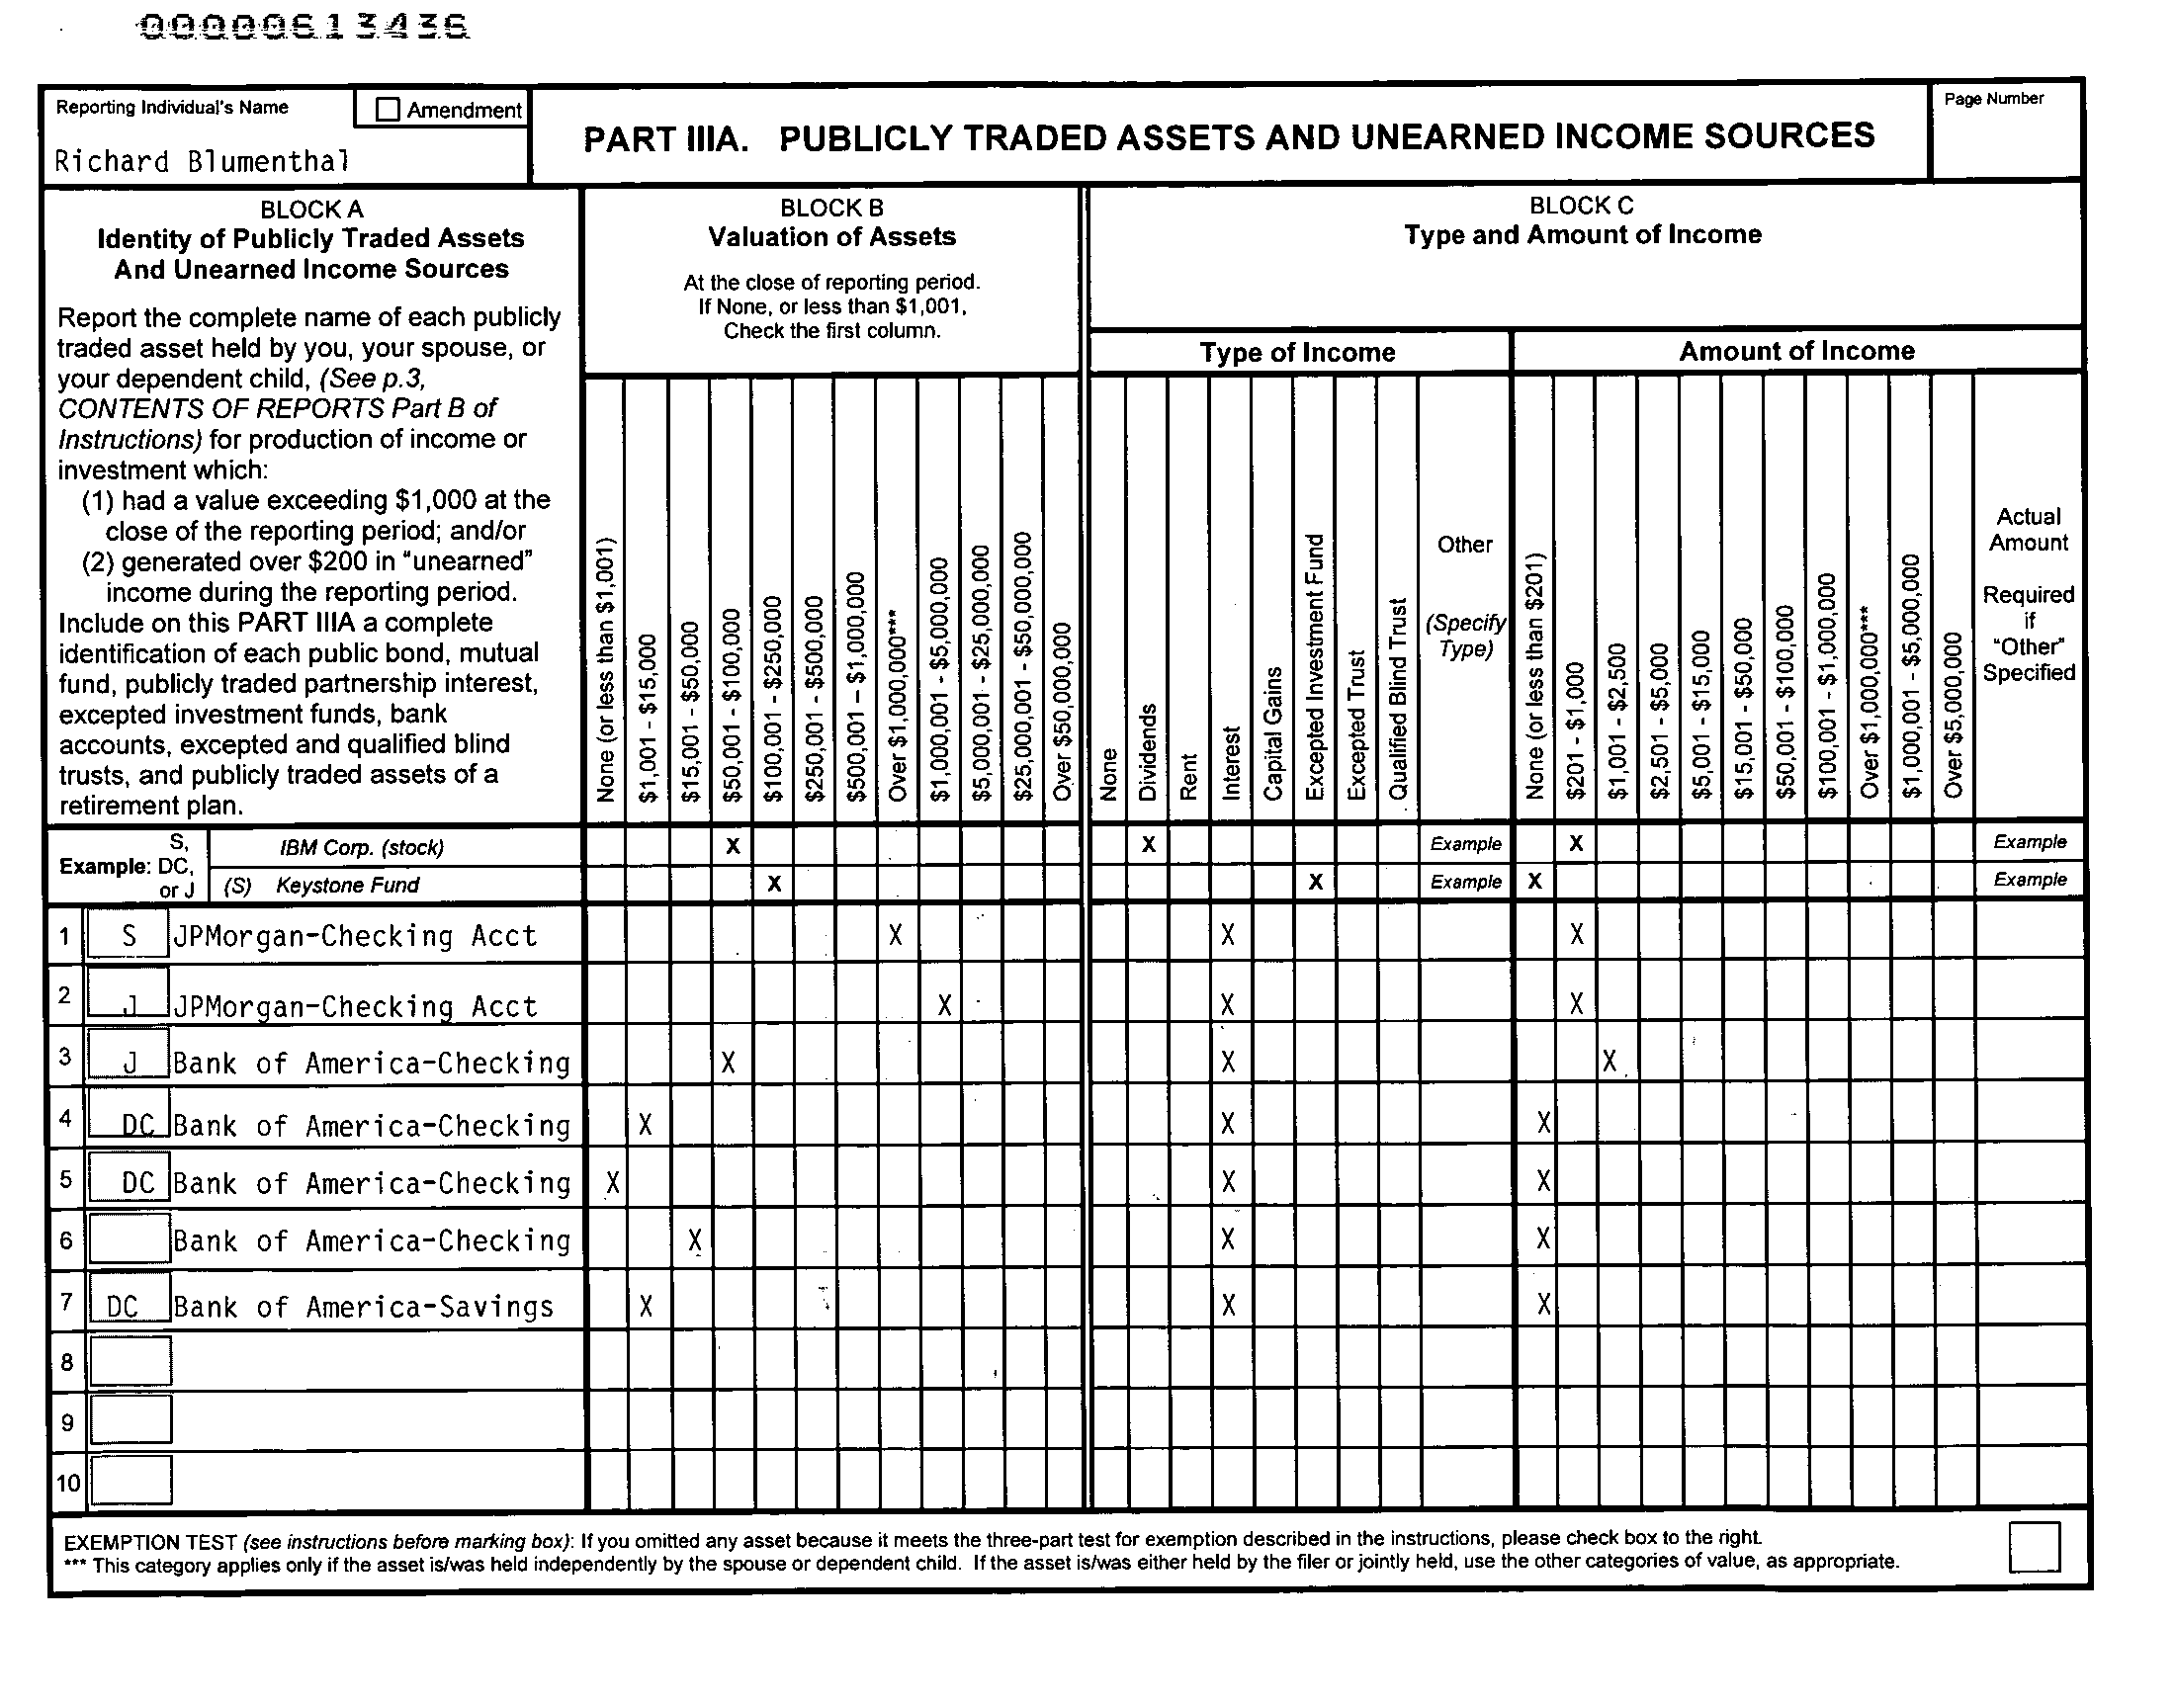 00000613436
Reporting Individual's Name
Amendment
Richard Blumenthal
PART IIIA. PUBLICLY TRADED ASSETS AND UNEARNED INCOME SOURCES
Page Number
BLOCK A
Identity of Publicly Traded Assets
And Unearned Income Sources
Report the complete name of each publicly
traded asset held by you, your spouse, or
your dependent child, (See p.3,
CONTENTS OF REPORTS Part B of
Instructions) for production of income or
investment which:
(1) had a value exceeding $1,000 at the
close of the reporting period; and/or
(2) generated over $200 in "unearned"
income during the reporting period.
Include on this PART IIIA a complete
identification of each public bond, mutual
fund, publicly traded partnership interest,
excepted investment funds, bank
accounts, excepted and qualified blind
trusts, and publicly traded assets of a
retirement plan.
BLOCK B
Valuation of Assets
At the close of reporting period.
If None, or less than $1,001,
Check the first column.
None (or less than $1,001)
$1,001 - $15,000
$15,001 - $50,000
$50,001 - $100,000
$100,001 - $250,000
$250,001 - $500,000
$500,001 – $1,000,000
Over $1,000,000***
$1,000,001 - $5,000,000
$5,000,001 - $25,000,000
$25,000,001 - $50,000,000
Over $50,000,000
BLOCK C
Type and Amount of Income
Type of Income
None
Dividends
Rent
Interest
Capital Gains
Excepted Investment Fund
Excepted Trust
Qualified Blind Trust
Other
(Specify
Type)
Amount of Income
None (or less than $201)
$201 - $1,000
$1,001 - $2,500
$2,501 - $5,000
$5,001 - $15,000
$15,001 - $50,000
$50,001 - $100,000
$100,001 - $1,000,000
Over $1,000,000***
$1,000,001 - $5,000,000
Over $5,000,000
Actual
Amount
Required
if
"Other"
Specified
Example: S, DC, or J
IBM Corp. (stock) X X Example X Example
(S) Keystone Fund X X Example X Example
1 S JPMorgan-Checking Acct X X X
2 J JPMorgan-Checking Acct X X X
3 J Bank of America-Checking X X X
4 DC Bank of America-Checking X X X
5 DC Bank of America-Checking X X X
6 Bank of America-Checking X X X
7 DC Bank of America-Savings X X X
8
9
10
EXEMPTION TEST (see instructions before marking box): If you omitted any asset because it meets the three-part test for exemption described in the instructions, please check box to the right.
*** This category applies only if the asset is/was held independently by the spouse or dependent child. If the asset is/was either held by the filer or jointly held, use the other categories of value, as appropriate.